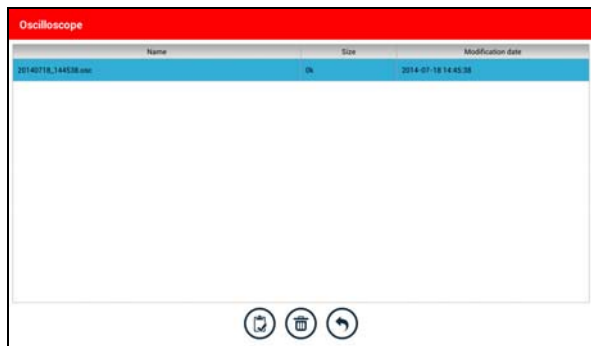 Oscilloscope
Name Size Modification date
20140718_144538.osc 0k 2014-07-18 14:45:38